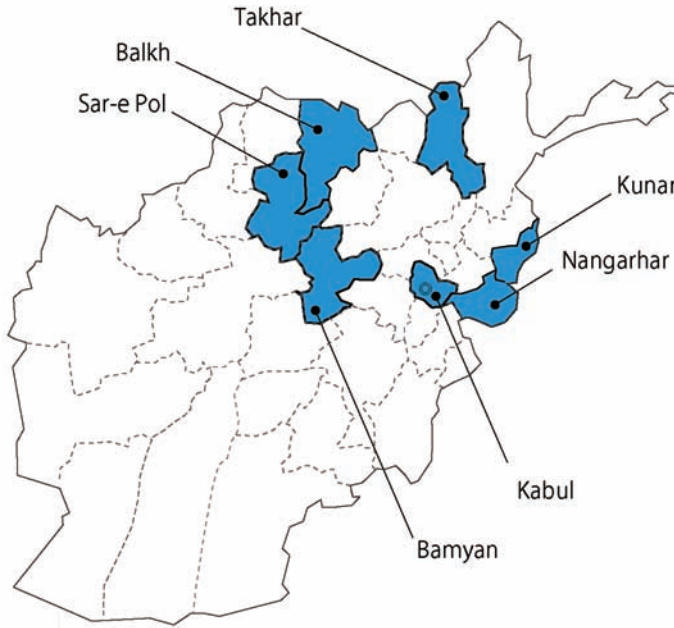 Takhar
Balkh
Sar-e Pol
Kunar
Nangarhar
Kabul
Bamyan